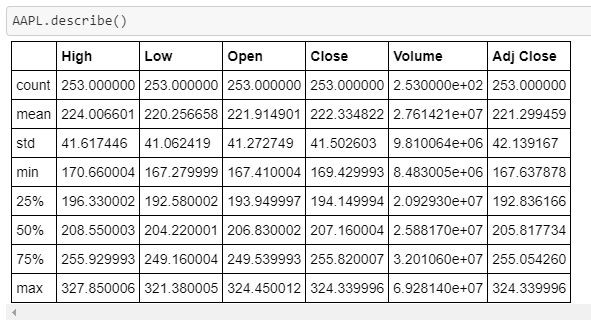 AAPL.describe()
High Low Open Close Volume Adj Close
count 253.000000 253.000000 253.000000 253.000000 2.530000e+02 253.000000
mean 224.006601 220.256658 221.914901 222.334822 2.761421e+07 221.299459
std 41.617446 41.062419 41.272749 41.502603 9.810064e+06 42.139167
min 170.660004 167.279999 167.410004 169.429993 8.483005e+06 167.637878
25% 196.330002 192.580002 193.949997 194.149994 2.092930e+07 192.836166
50% 208.550003 204.220001 206.830002 207.160004 2.588170e+07 205.817734
75% 255.929993 249.160004 249.539993 255.820007 3.201060e+07 255.054260
max 327.850006 321.380005 324.450012 324.339996 6.928140e+07 324.339996